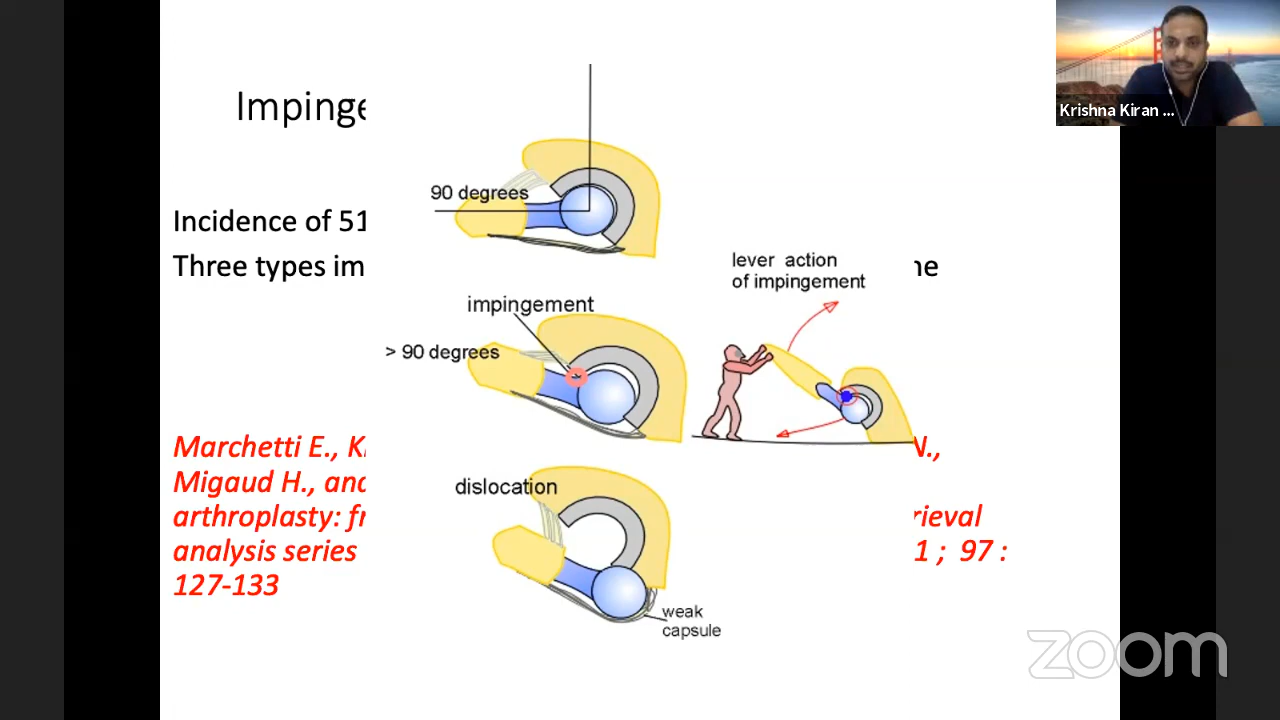 Krishna Kiran ...
Impinge
90 degrees
Incidence of 51
Three types im
ne
lever action
of impingement
impingement
> 90 degrees
Marchetti E., K
N.,
Migaud H., and
dislocation
arthroplasty: fr
rieval
analysis series
1 ; 97 :
127-133
weak
capsule
zoom